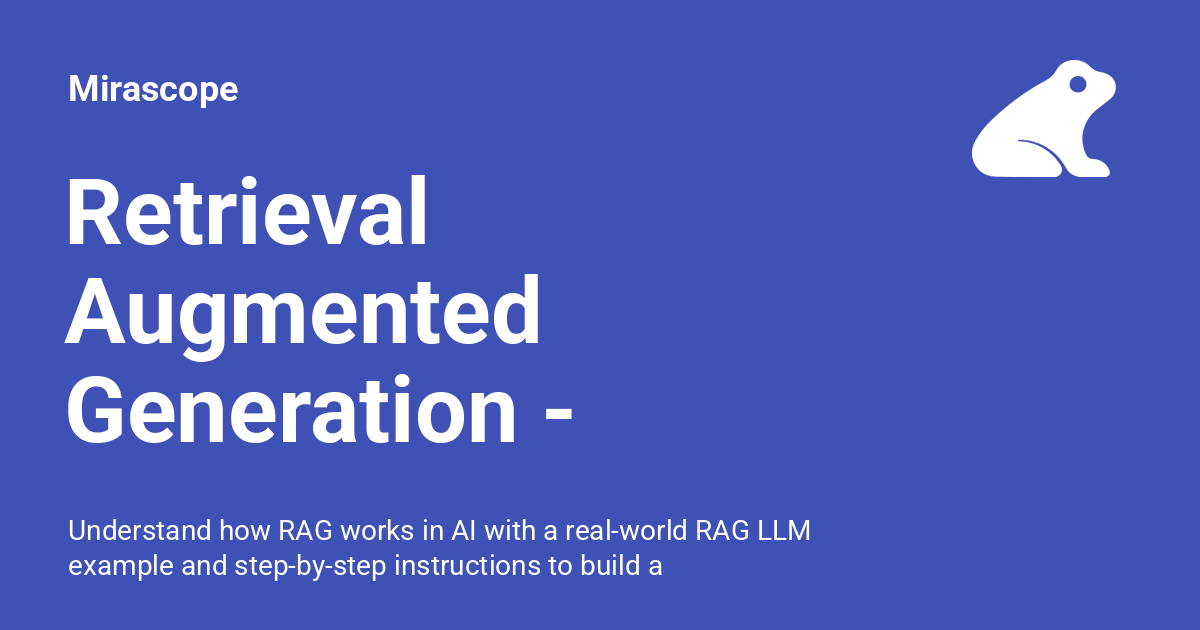 Mirascope
Retrieval
Augmented
Generation -
Understand how RAG works in AI with a real-world RAG LLM
example and step-by-step instructions to build a